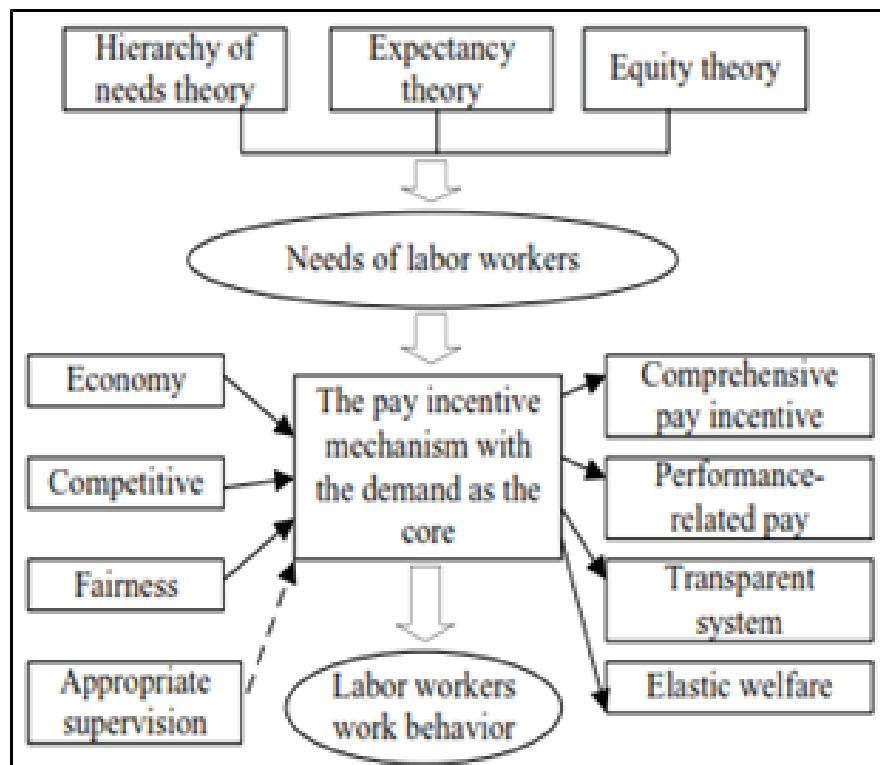 Hierarchy of
needs theory
Expectancy
theory
Equity theory
Needs of labor workers
Economy
Competitive
Fairness
Appropriate
supervision
The pay incentive
mechanism with
the demand as the
core
Comprehensive
pay incentive
Performance-
related pay
Transparent
system
Elastic welfare
Labor workers
work behavior